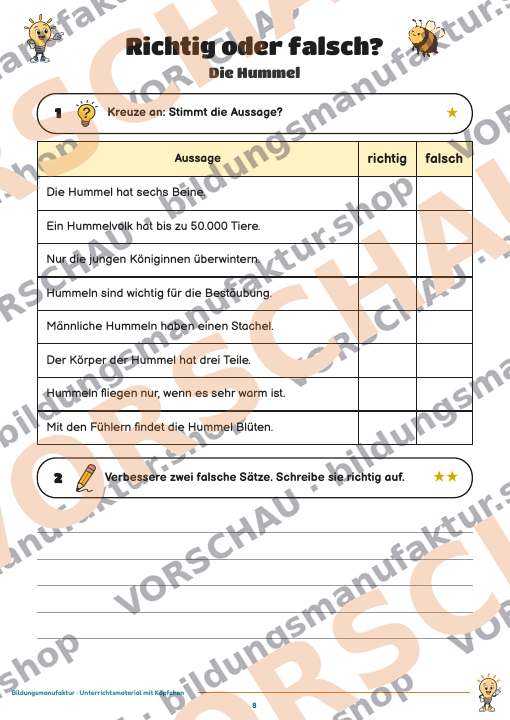 Richtig oder falsch?
Die Hummel
1 Kreuze an: Stimmt die Aussage?
Aussage richtig falsch
Die Hummel hat sechs Beine.
Ein Hummelvolk hat bis zu 50.000 Tiere.
Nur die jungen Königinnen überwintern.
Hummeln sind wichtig für die Bestäubung.
Männliche Hummeln haben einen Stachel.
Der Körper der Hummel hat drei Teile.
Hummeln fliegen nur, wenn es sehr warm ist.
Mit den Fühlern findet die Hummel Blüten.
2 Verbessere zwei falsche Sätze. Schreibe sie richtig auf.
Bildungsmanufaktur · Unterrichtsmaterial mit Köpfchen
8
VORSCHAU · bildungsmanufaktur.shop
VORSCHAU